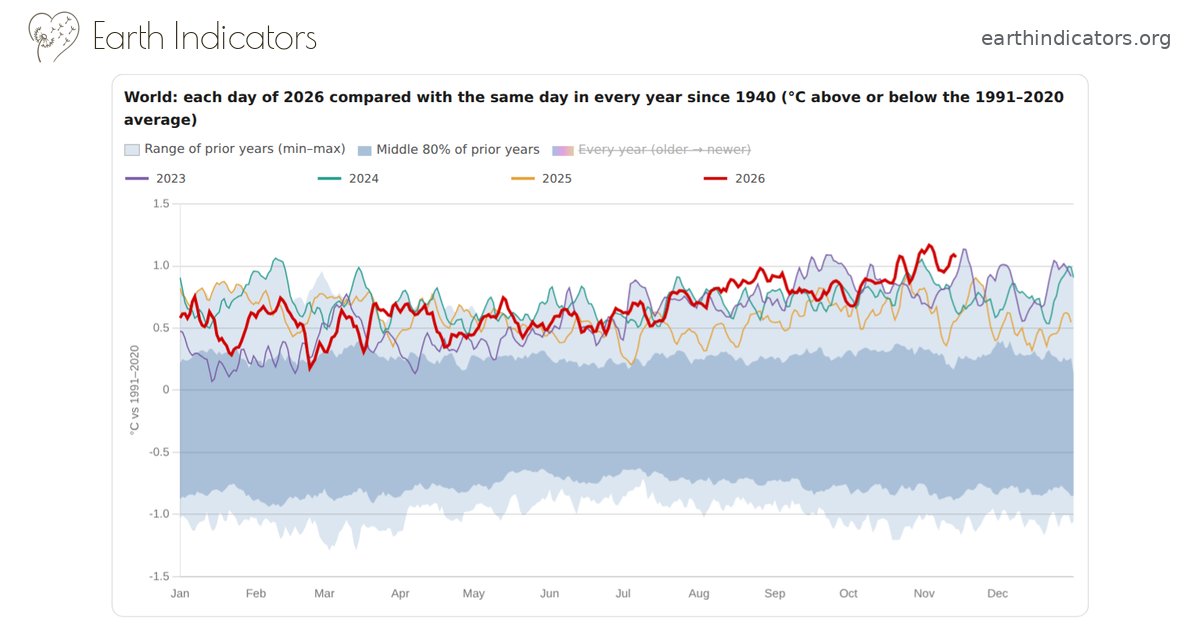 Earth Indicators
earthindicators.org
World: each day of 2026 compared with the same day in every year since 1940 (°C above or below the 1991–2020
average)
Range of prior years (min–max) Middle 80% of prior years Every year (older → newer)
2023 2024 2025 2026
°C vs 1991–2020
1.5
1.0
0.5
0
-0.5
-1.0
-1.5
Jan Feb Mar Apr May Jun Jul Aug Sep Oct Nov Dec